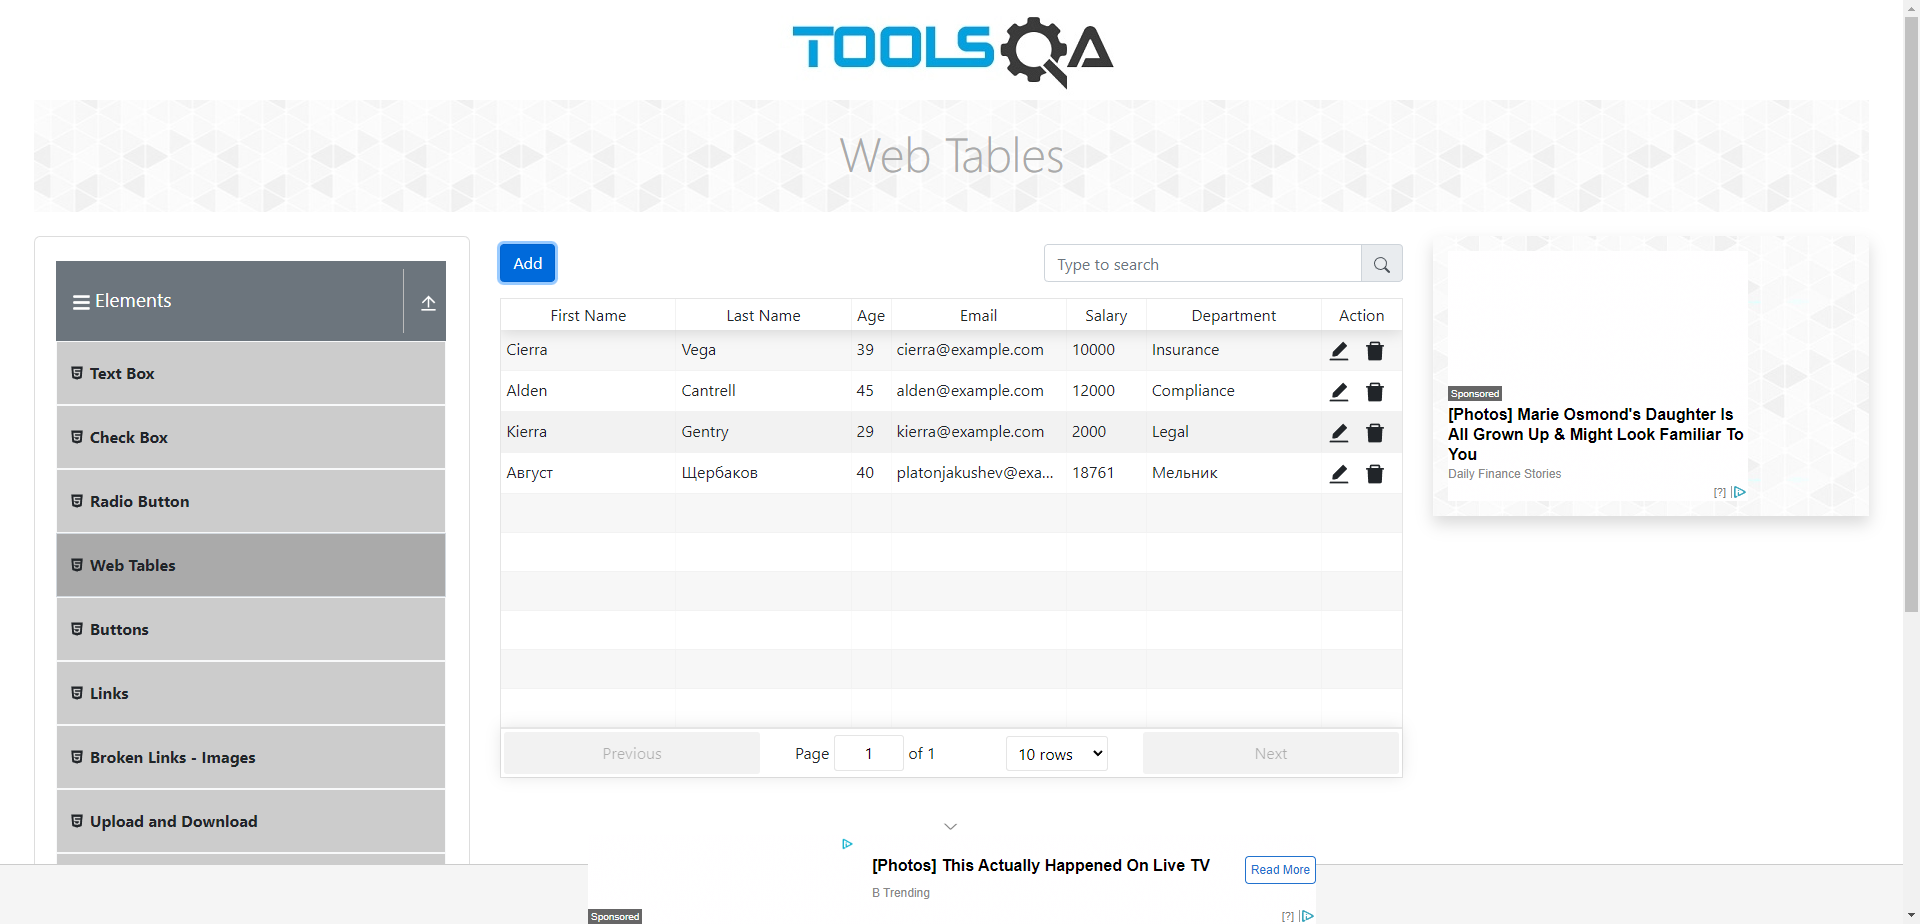 TOOLSQA
Web Tables
Elements
Text Box
Check Box
Radio Button
Web Tables
Buttons
Links
Broken Links - Images
Upload and Download
Add
Type to search
First Name Last Name Age Email Salary Department Action
Cierra Vega 39 cierra@example.com 10000 Insurance
Alden Cantrell 45 alden@example.com 12000 Compliance
Kierra Gentry 29 kierra@example.com 2000 Legal
Август Щербаков 40 platonjakushev@exa... 18761 Мельник
Previous Page 1 of 1 10 rows Next
Sponsored
[Photos] Marie Osmond's Daughter Is
All Grown Up & Might Look Familiar To
You
Daily Finance Stories
[?]
[Photos] This Actually Happened On Live TV
B Trending
Read More
Sponsored
[?]